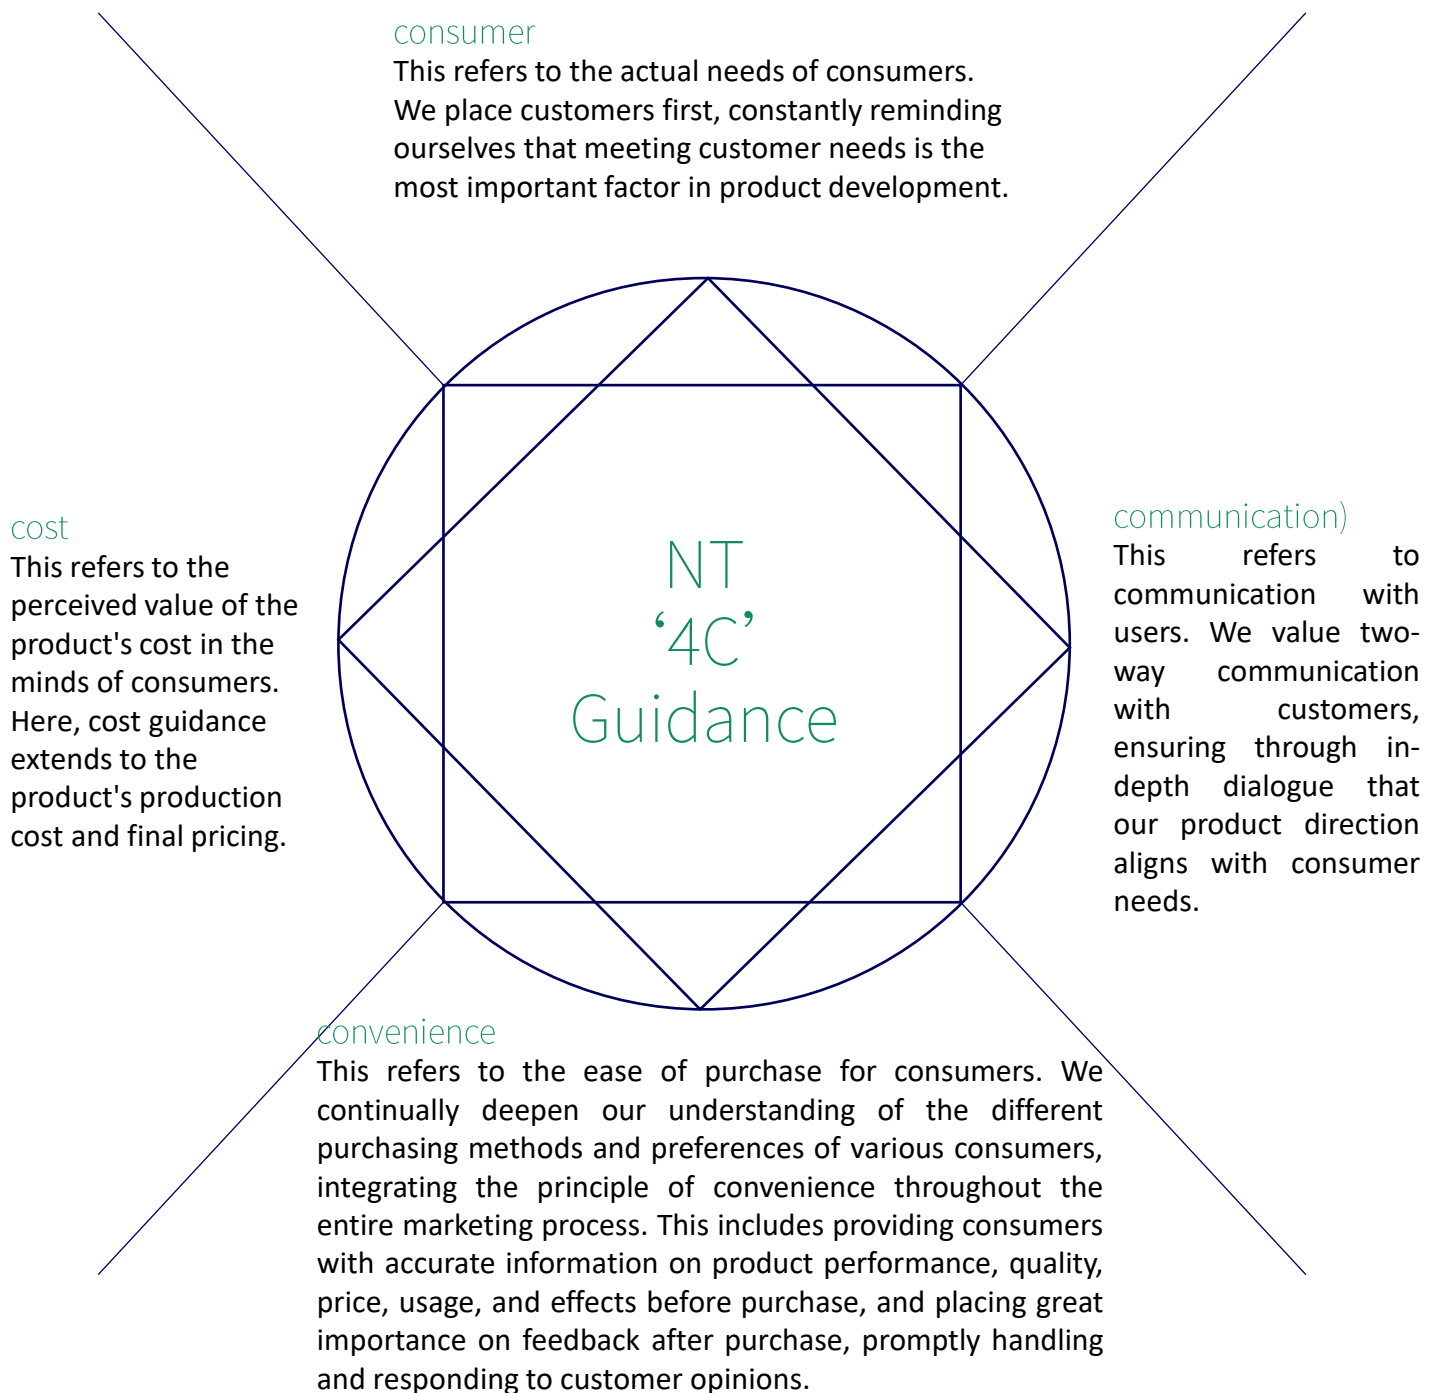 consumer
This refers to the actual needs of consumers.
We place customers first, constantly reminding
ourselves that meeting customer needs is the
most important factor in product development.
cost
This refers to the
perceived value of the
product's cost in the
minds of consumers.
Here, cost guidance
extends to the
product's production
cost and final pricing.
NT
‘4C’
Guidance
communication)
This refers to
communication with
users. We value two-
way communication
with customers,
ensuring through in-
depth dialogue that
our product direction
aligns with consumer
needs.
convenience
This refers to the ease of purchase for consumers. We
continually deepen our understanding of the different
purchasing methods and preferences of various consumers,
integrating the principle of convenience throughout the
entire marketing process. This includes providing consumers
with accurate information on product performance, quality,
price, usage, and effects before purchase, and placing great
importance on feedback after purchase, promptly handling
and responding to customer opinions.